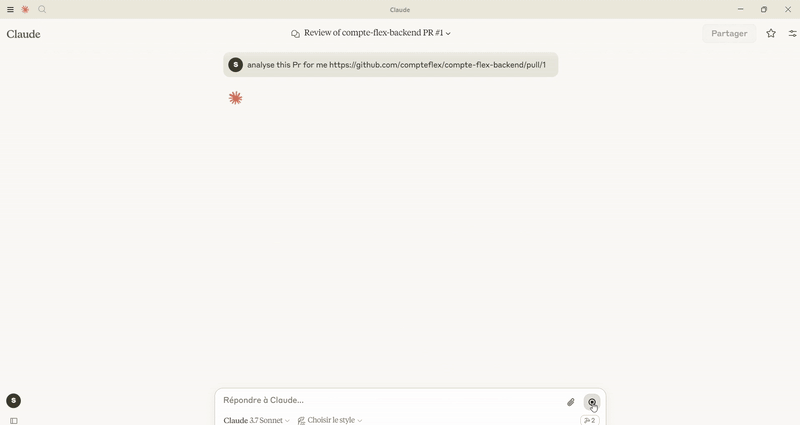 Claude
Claude
Review of compte-flex-backend PR #1
Partager
S
analyse this Pr for me https://github.com/compteflex/compte-flex-backend/pull/1
Répondre à Claude...
S
Claude 3.7 Sonnet
Choisir le style
2